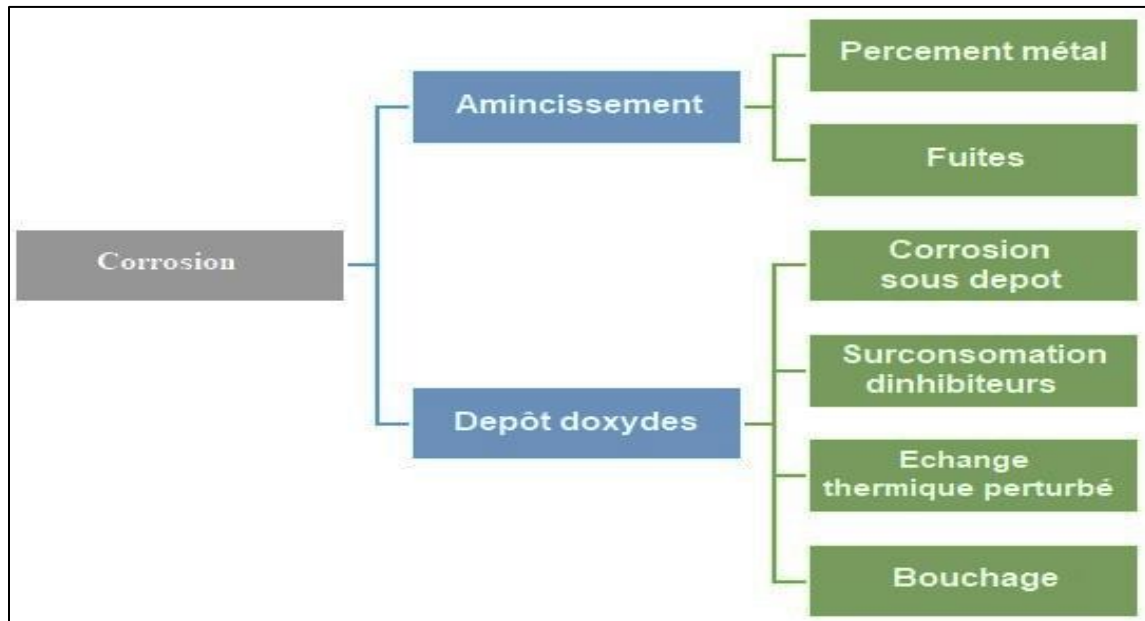 Percement métal
Amincissement
Fuites
Corrosion
Corrosion
sous depot
Surconsomation
dinhibiteurs
Depôt doxydes
Echange
thermique perturbé
Bouchage